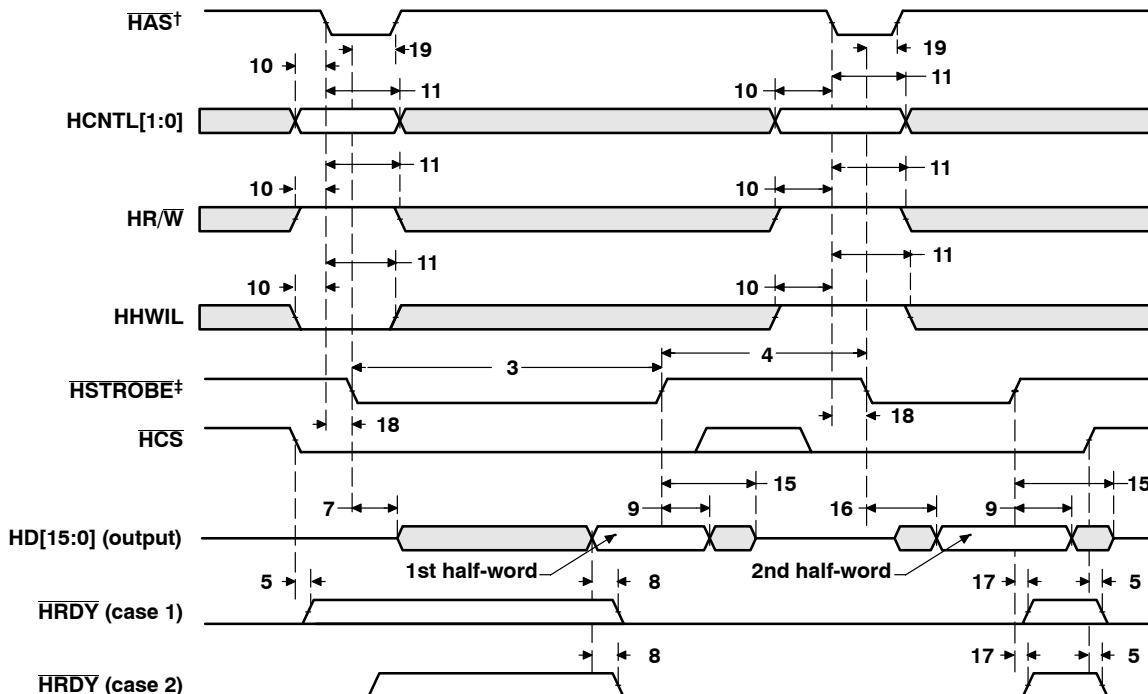 HAS†
19 19
10 11 10 11
HCNTL[1:0]
11 11
10 10
HR/W
11 11
10 10
HHWIL
3 4
HSTROBE‡
18 18
HCS
15 15
7 9 16 9
HD[15:0] (output)
1st half-word 2nd half-word
5 8 17 5
HRDY (case 1)
8 17 5
HRDY (case 2)